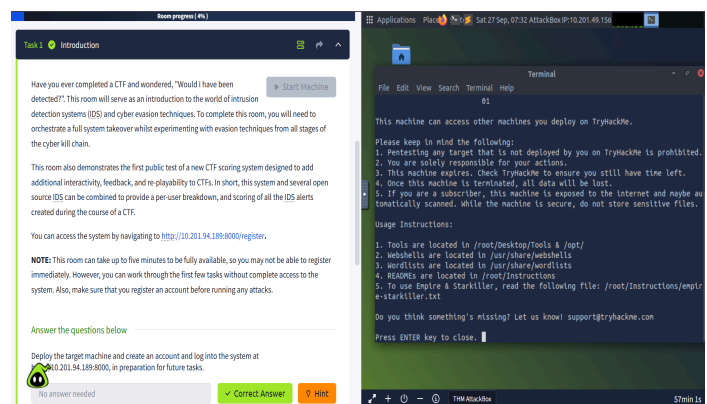 Room progress ( 4% )
Task 1 Introduction
Have you ever completed a CTF and wondered, "Would I have been
detected?". This room will serve as an introduction to the world of intrusion
detection systems (IDS) and cyber evasion techniques. To complete this room, you will need to
orchestrate a full system takeover whilst experimenting with evasion techniques from all stages of
the cyber kill chain.
Start Machine
This room also demonstrates the first public test of a new CTF scoring system designed to add
additional interactivity, feedback, and re-playability to CTFs. In short, this system and several open
source IDS can be combined to provide a per-user breakdown, and scoring of all the IDS alerts
created during the course of a CTF.
You can access the system by navigating to http://10.201.94.189:8000/register.
NOTE: This room can take up to five minutes to be fully available, so you may not be able to register
immediately. However, you can work through the first few tasks without complete access to the
system. Also, make sure that you register an account before running any attacks.
Answer the questions below
Deploy the target machine and create an account and log into the system at
10.201.94.189:8000, in preparation for future tasks.
No answer needed
Correct Answer
Hint
Applications Sat 27 Sep, 07:32 AttackBox IP:10.201.49.156
Terminal
File Edit View Search Terminal Help
01
This machine can access other machines you deploy on TryHackMe.
Please keep in mind the following:
1. Pentesting any target that is not deployed by you on TryHackMe is prohibited.
2. You are solely responsible for your actions.
3. This machine expires. Check TryHackMe to ensure you still have time left.
4. Once this machine is terminated, all data will be lost.
5. If you are a subscriber, this machine is exposed to the internet and maybe au
tomatically scanned. While the machine is secure, do not store sensitive files.
Usage Instructions:
1. Tools are located in /root/Desktop/Tools & /opt/
2. Webshells are located in /usr/share/webshells
3. Wordlists are located in /usr/share/wordlists
4. READMEs are located in /root/Instructions
5. To use Empire & Starkiller, read the following file: /root/Instructions/empir
e-starkiller.txt
Do you think something's missing? Let us know! support@tryhackme.com
Press ENTER key to close.
THM AttackBox
57min 1s